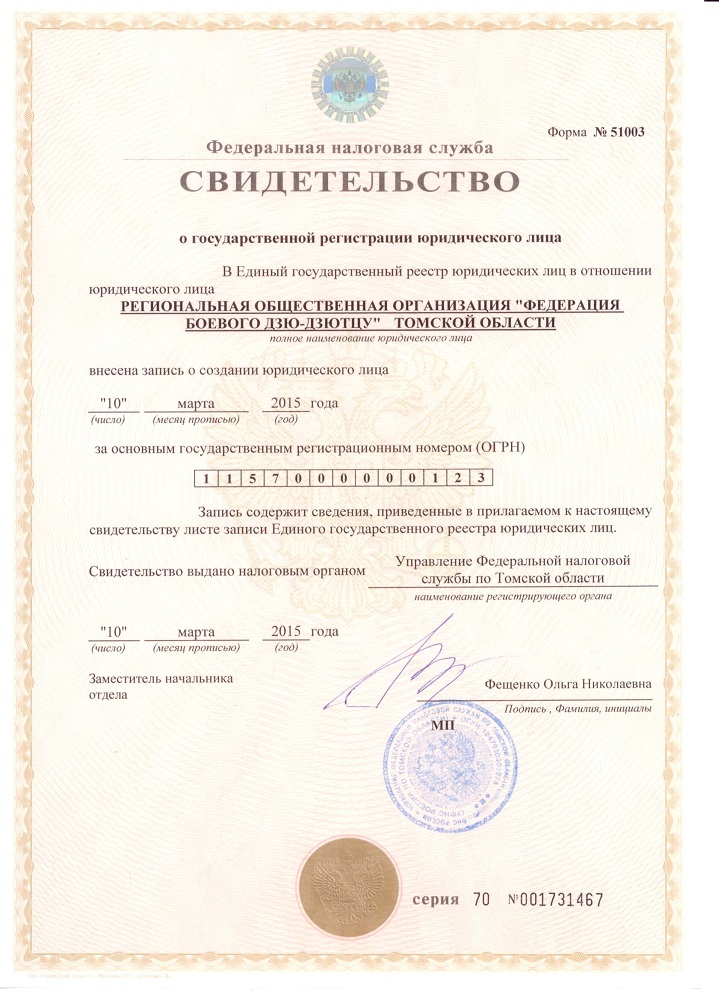 Форма № 51003
Федеральная налоговая служба
СВИДЕТЕЛЬСТВО
о государственной регистрации юридического лица
В Единый государственный реестр юридических лиц в отношении
юридического лица
РЕГИОНАЛЬНАЯ ОБЩЕСТВЕННАЯ ОРГАНИЗАЦИЯ "ФЕДЕРАЦИЯ
БОЕВОГО ДЗЮ-ДЗЮТЦУ" ТОМСКОЙ ОБЛАСТИ
полное наименование юридического лица
внесена запись о создании юридического лица
"10" марта 2015 года
(число) (месяц прописью) (год)
за основным государственным регистрационным номером (ОГРН)
1 1 5 7 0 0 0 0 0 0 1 2 3
Запись содержит сведения, приведенные в прилагаемом к настоящему
свидетельству листе записи Единого государственного реестра юридических лиц.
Свидетельство выдано налоговым органом Управление Федеральной налоговой
службы по Томской области
наименование регистрирующего органа
"10" марта 2015 года
(число) (месяц прописью) (год)
Заместитель начальника
отдела
Фещенко Ольга Николаевна
Подпись , Фамилия, инициалы
МП
серия 70 №001731467